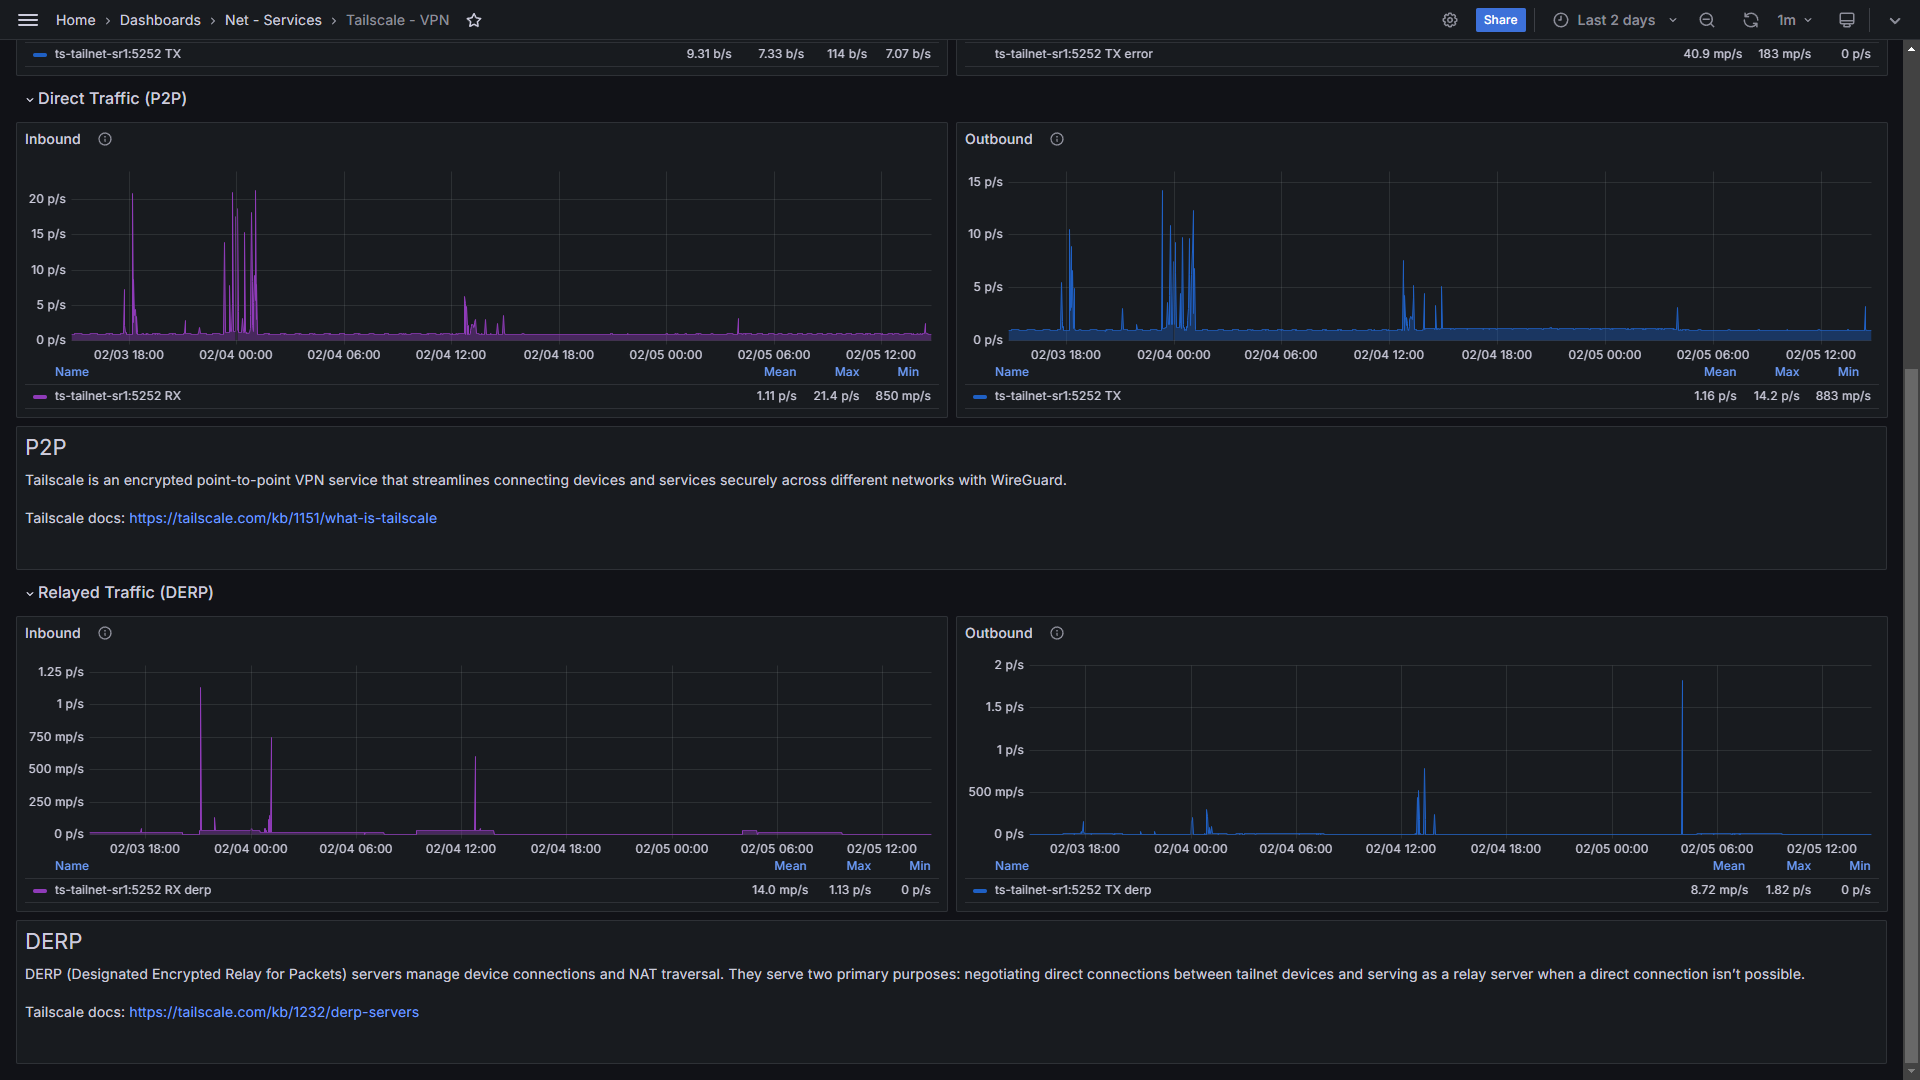 Home › Dashboards › Net - Services › Tailscale - VPN
Share
Last 2 days
1m
ts-tailnet-sr1:5252 TX 9.31 b/s 7.33 b/s 114 b/s 7.07 b/s
ts-tailnet-sr1:5252 TX error 40.9 mp/s 183 mp/s 0 p/s
Direct Traffic (P2P)
Inbound
20 p/s
15 p/s
10 p/s
5 p/s
0 p/s
02/03 18:00 02/04 00:00 02/04 06:00 02/04 12:00 02/04 18:00 02/05 00:00 02/05 06:00 02/05 12:00
Name Mean Max Min
ts-tailnet-sr1:5252 RX 1.11 p/s 21.4 p/s 850 mp/s
Outbound
15 p/s
10 p/s
5 p/s
0 p/s
02/03 18:00 02/04 00:00 02/04 06:00 02/04 12:00 02/04 18:00 02/05 00:00 02/05 06:00 02/05 12:00
Name Mean Max Min
ts-tailnet-sr1:5252 TX 1.16 p/s 14.2 p/s 883 mp/s
P2P
Tailscale is an encrypted point-to-point VPN service that streamlines connecting devices and services securely across different networks with WireGuard.
Tailscale docs: https://tailscale.com/kb/1151/what-is-tailscale
Relayed Traffic (DERP)
Inbound
1.25 p/s
1 p/s
750 mp/s
500 mp/s
250 mp/s
0 p/s
02/03 18:00 02/04 00:00 02/04 06:00 02/04 12:00 02/04 18:00 02/05 00:00 02/05 06:00 02/05 12:00
Name Mean Max Min
ts-tailnet-sr1:5252 RX derp 14.0 mp/s 1.13 p/s 0 p/s
Outbound
2 p/s
1.5 p/s
1 p/s
500 mp/s
0 p/s
02/03 18:00 02/04 00:00 02/04 06:00 02/04 12:00 02/04 18:00 02/05 00:00 02/05 06:00 02/05 12:00
Name Mean Max Min
ts-tailnet-sr1:5252 TX derp 8.72 mp/s 1.82 p/s 0 p/s
DERP
DERP (Designated Encrypted Relay for Packets) servers manage device connections and NAT traversal. They serve two primary purposes: negotiating direct connections between tailnet devices and serving as a relay server when a direct connection isn’t possible.
Tailscale docs: https://tailscale.com/kb/1232/derp-servers